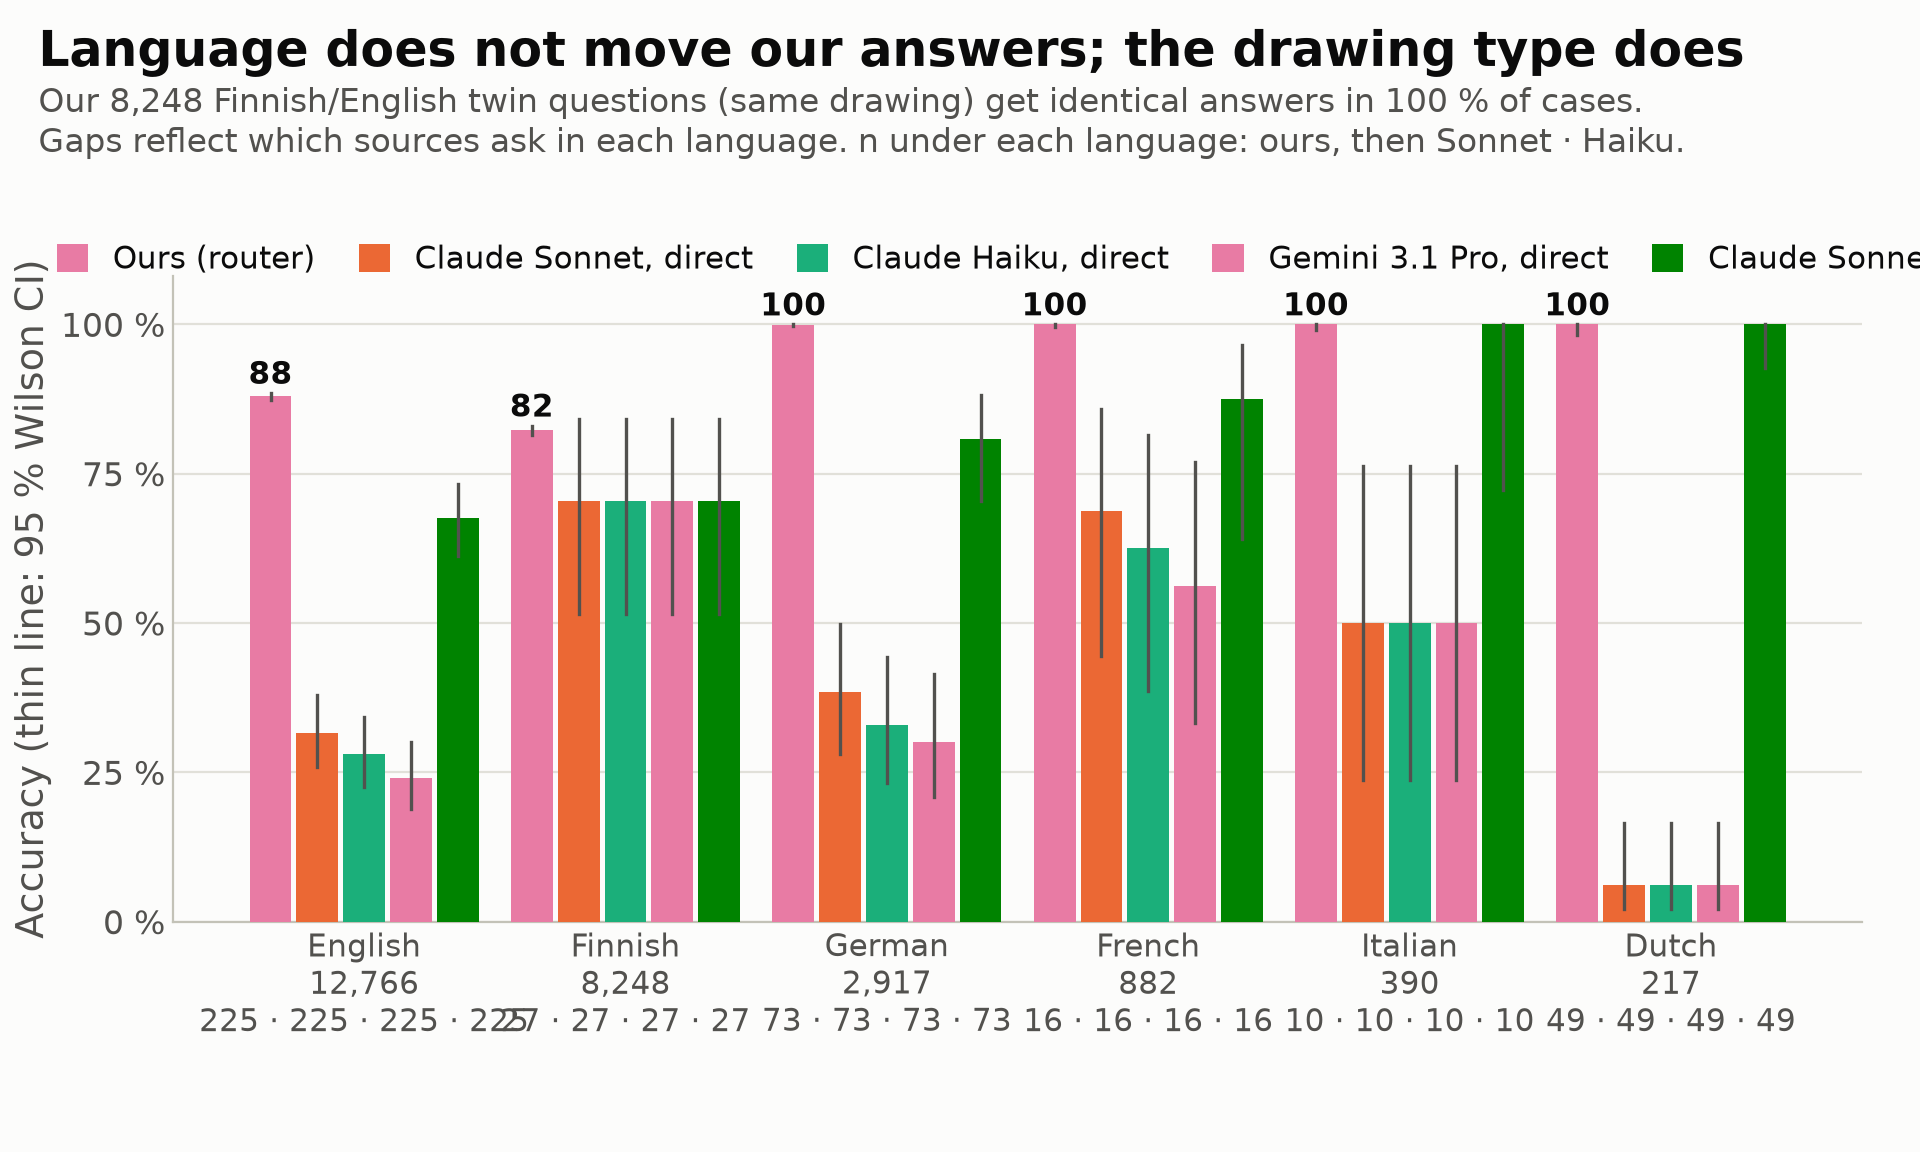 Language does not move our answers; the drawing type does
Our 8,248 Finnish/English twin questions (same drawing) get identical answers in 100 % of cases.
Gaps reflect which sources ask in each language. n under each language: ours, then Sonnet · Haiku.
Ours (router) Claude Sonnet, direct Claude Haiku, direct Gemini 3.1 Pro, direct Claude Sonne
Accuracy (thin line: 95 % Wilson CI)
100 %
75 %
50 %
25 %
0 %
88 82 100 100 100 100
English Finnish German French Italian Dutch
12,766 8,248 2,917 882 390 217
225 · 225 · 225 · 225 27 · 27 · 27 · 27 73 · 73 · 73 · 73 16 · 16 · 16 · 16 10 · 10 · 10 · 10 49 · 49 · 49 · 49